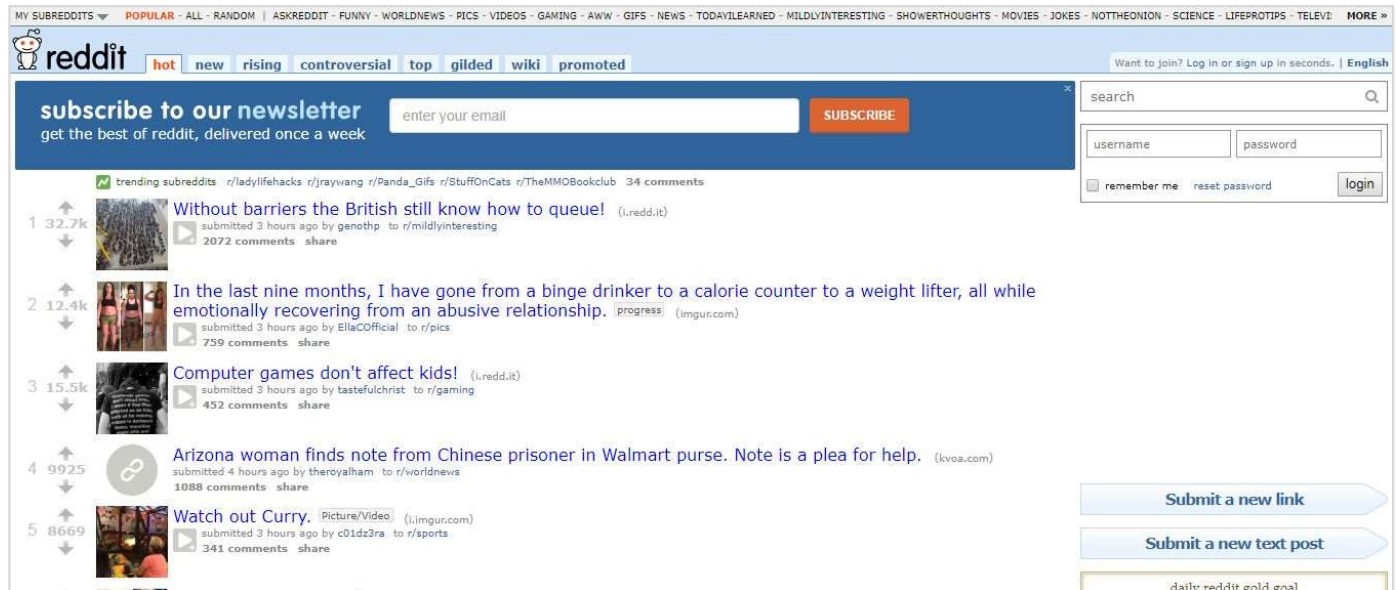 MY SUBREDDITS POPULAR - ALL - RANDOM | ASKREDDIT - FUNNY - WORLDNEWS - PICS - VIDEOS - GAMING - AWW - GIFS - NEWS - TODAYILEARNED - MILDLYINTERESTING - SHOWERTHOUGHTS - MOVIES - JOKES - NOTTHEONION - SCIENCE - LIFEPROTIPS - TELEVI MORE »
reddit hot new rising controversial top gilded wiki promoted
Want to join? Log in or sign up in seconds. | English
subscribe to our newsletter
get the best of reddit, delivered once a week
enter your email
SUBSCRIBE
×
search
username password
remember me reset password login
trending subreddits r/ladylifehacks r/jraywang r/Panda_Gifs r/StuffOnCats r/TheMMOBookclub 34 comments
1 32.7k
Without barriers the British still know how to queue! (i.redd.it)
submitted 3 hours ago by genothp to r/mildlyinteresting
2072 comments share
2 12.4k
In the last nine months, I have gone from a binge drinker to a calorie counter to a weight lifter, all while
emotionally recovering from an abusive relationship. progress (imgur.com)
submitted 3 hours ago by EllaCOfficial to r/pics
759 comments share
3 15.5k
Computer games don't affect kids! (i.redd.it)
submitted 3 hours ago by tastefulchrist to r/gaming
452 comments share
4 9925
Arizona woman finds note from Chinese prisoner in Walmart purse. Note is a plea for help. (kvoa.com)
submitted 4 hours ago by theroyalham to r/worldnews
1088 comments share
5 8669
Watch out Curry. Picture/Video (i.imgur.com)
submitted 3 hours ago by c01dz3ra to r/sports
341 comments share
Submit a new link
Submit a new text post
daily reddit gold goal